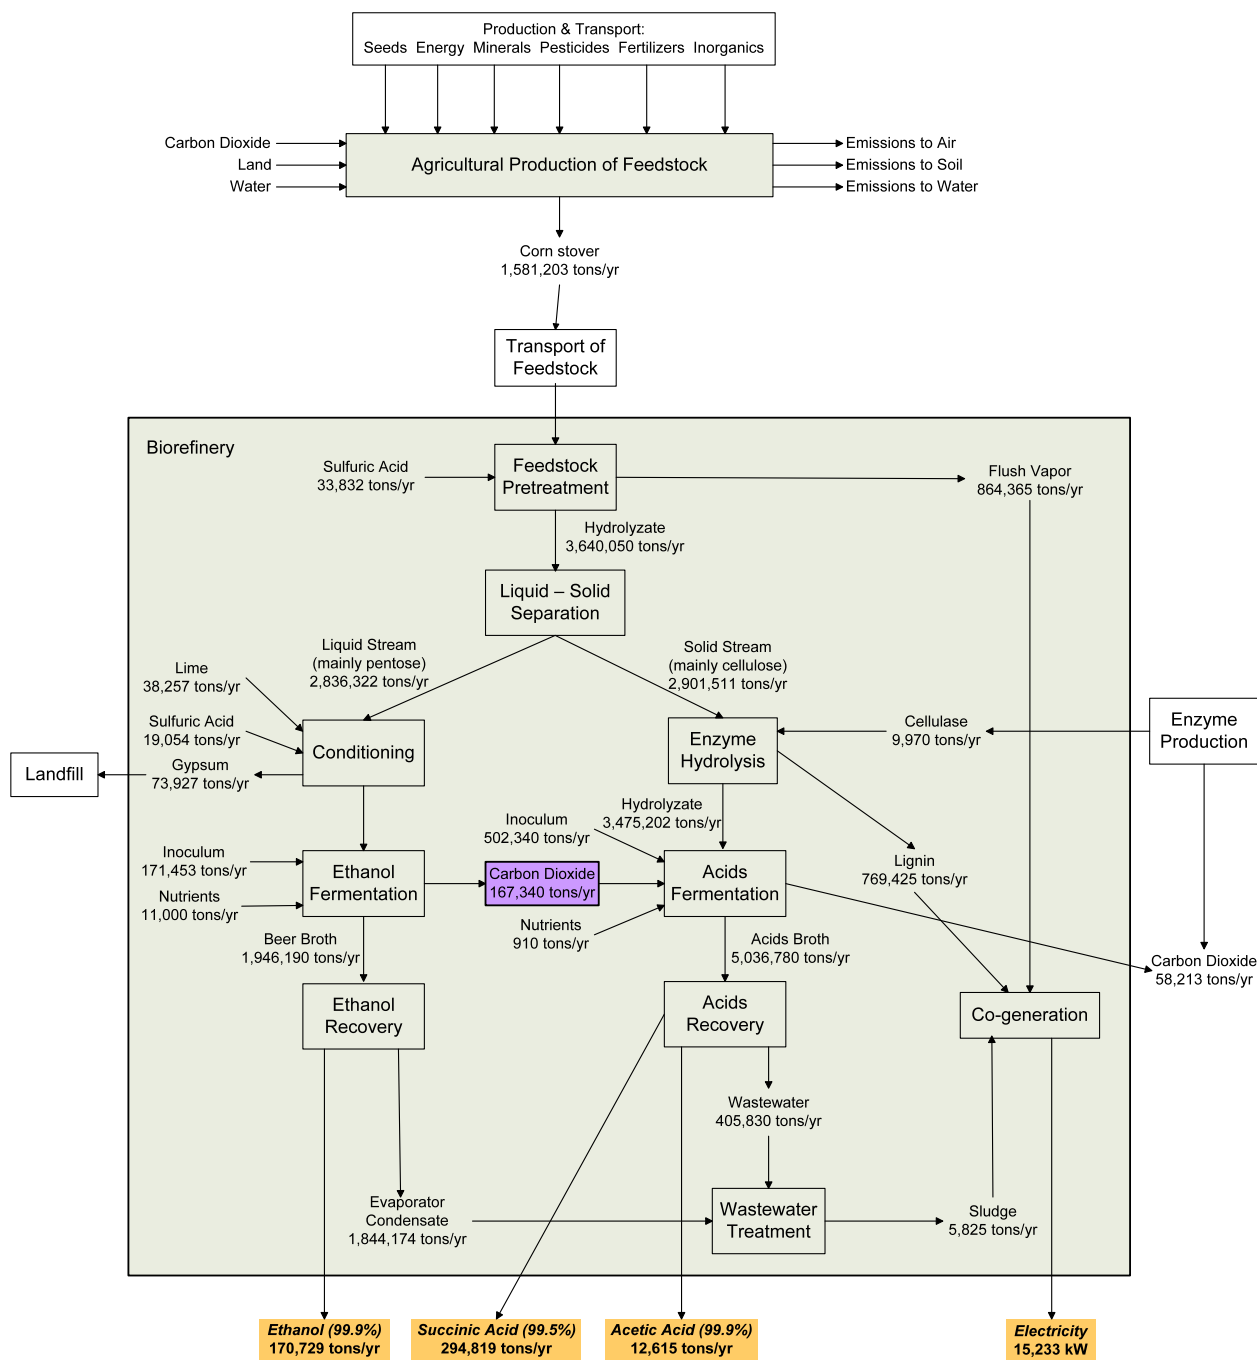 Production & Transport:
Seeds Energy Minerals Pesticides Fertilizers Inorganics
Carbon Dioxide
Land
Water
Agricultural Production of Feedstock
Emissions to Air
Emissions to Soil
Emissions to Water
Corn stover
1,581,203 tons/yr
Transport of
Feedstock
Biorefinery
Sulfuric Acid
33,832 tons/yr
Feedstock
Pretreatment
Flush Vapor
864,365 tons/yr
Hydrolyzate
3,640,050 tons/yr
Liquid – Solid
Separation
Liquid Stream
(mainly pentose)
2,836,322 tons/yr
Solid Stream
(mainly cellulose)
2,901,511 tons/yr
Lime
38,257 tons/yr
Sulfuric Acid
19,054 tons/yr
Gypsum
73,927 tons/yr
Landfill
Conditioning
Enzyme
Hydrolysis
Cellulase
9,970 tons/yr
Enzyme
Production
Hydrolyzate
3,475,202 tons/yr
Inoculum
502,340 tons/yr
Inoculum
171,453 tons/yr
Nutrients
11,000 tons/yr
Ethanol
Fermentation
Carbon Dioxide
167,340 tons/yr
Acids
Fermentation
Lignin
769,425 tons/yr
Nutrients
910 tons/yr
Beer Broth
1,946,190 tons/yr
Acids Broth
5,036,780 tons/yr
Carbon Dioxide
58,213 tons/yr
Ethanol
Recovery
Acids
Recovery
Co-generation
Wastewater
405,830 tons/yr
Evaporator
Condensate
1,844,174 tons/yr
Wastewater
Treatment
Sludge
5,825 tons/yr
Ethanol (99.9%)
170,729 tons/yr
Succinic Acid (99.5%)
294,819 tons/yr
Acetic Acid (99.9%)
12,615 tons/yr
Electricity
15,233 kW